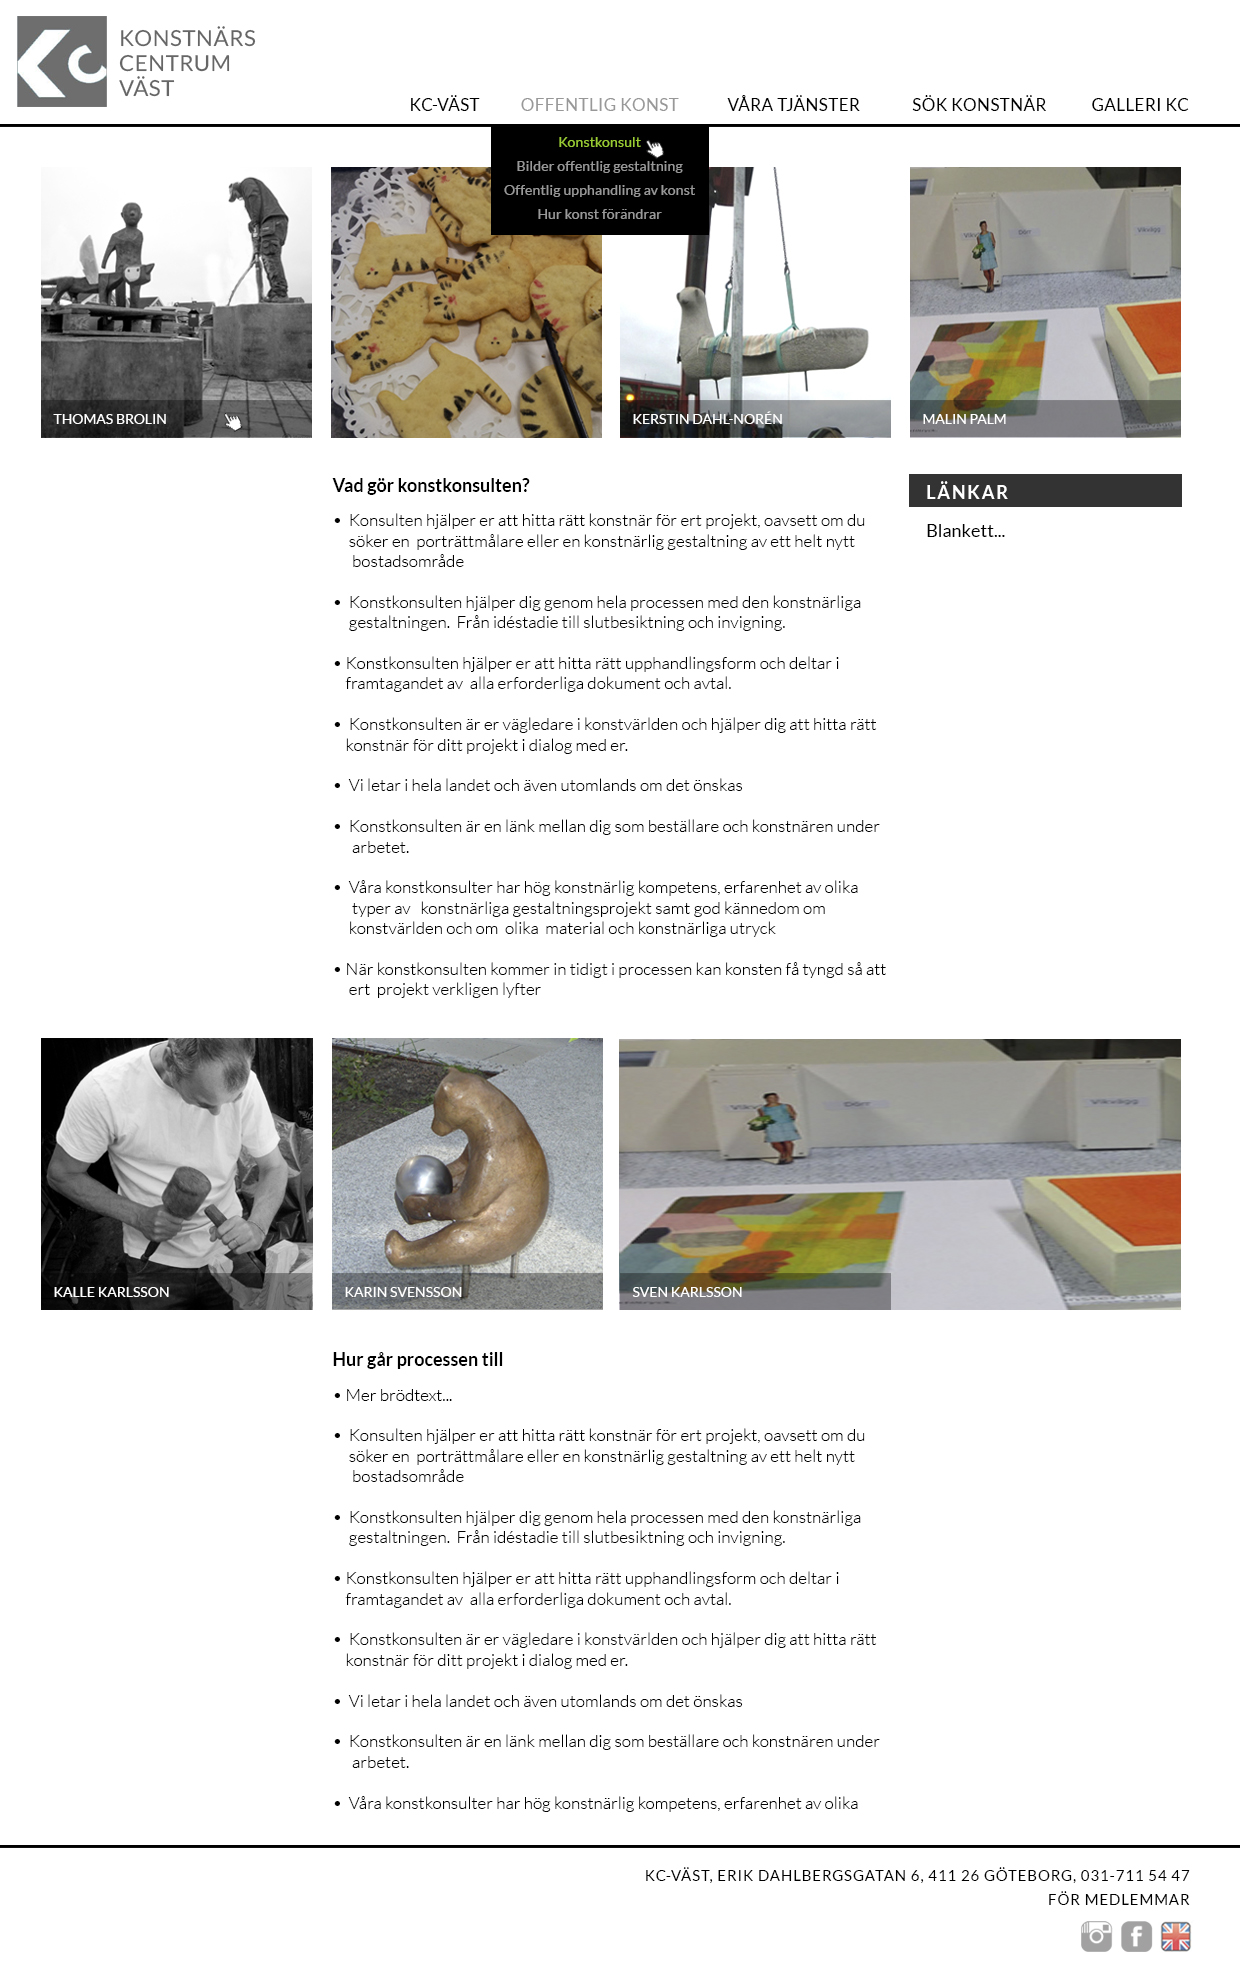 KC
KONSTNÄRS
CENTRUM
VÄST
KC-VÄST OFFENTLIG KONST VÅRA TJÄNSTER SÖK KONSTNÄR GALLERI KC
Konstkonsult
Bilder offentlig gestaltning
Offentlig upphandling av konst
Hur konst förändrar
Vikvägg
THOMAS BROLIN
KERSTIN DAHL-NORÉN
MALIN PALM
Vad gör konstkonsulten?
• Konsulten hjälper er att hitta rätt konstnär för ert projekt, oavsett om du
söker en porträttmålare eller en konstnärlig gestaltning av ett helt nytt
bostadsområde
• Konstkonsulten hjälper dig genom hela processen med den konstnärliga
gestaltningen. Från idéstadie till slutbesiktning och invigning.
• Konstkonsulten hjälper er att hitta rätt upphandlingsform och deltar i
framtagandet av alla erforderliga dokument och avtal.
• Konstkonsulten är er vägledare i konstvärlden och hjälper dig att hitta rätt
konstnär för ditt projekt i dialog med er.
• Vi letar i hela landet och även utomlands om det önskas
• Konstkonsulten är en länk mellan dig som beställare och konstnären under
arbetet.
• Våra konstkonsulter har hög konstnärlig kompetens, erfarenhet av olika
typer av konstnärliga gestaltningsprojekt samt god kännedom om
konstvärlden och om olika material och konstnärliga utryck
• När konstkonsulten kommer in tidigt i processen kan konsten få tyngd så att
ert projekt verkligen lyfter
LÄNKAR
Blankett...
Vikvägg
KALLE KARLSSON
KARIN SVENSSON
SVEN KARLSSON
Hur går processen till
• Mer brödtext...
• Konsulten hjälper er att hitta rätt konstnär för ert projekt, oavsett om du
söker en porträttmålare eller en konstnärlig gestaltning av ett helt nytt
bostadsområde
• Konstkonsulten hjälper dig genom hela processen med den konstnärliga
gestaltningen. Från idéstadie till slutbesiktning och invigning.
• Konstkonsulten hjälper er att hitta rätt upphandlingsform och deltar i
framtagandet av alla erforderliga dokument och avtal.
• Konstkonsulten är er vägledare i konstvärlden och hjälper dig att hitta rätt
konstnär för ditt projekt i dialog med er.
• Vi letar i hela landet och även utomlands om det önskas
• Konstkonsulten är en länk mellan dig som beställare och konstnären under
arbetet.
• Våra konstkonsulter har hög konstnärlig kompetens, erfarenhet av olika
KC-VÄST, ERIK DAHLBERGSGATAN 6, 411 26 GÖTEBORG, 031-711 54 47
FÖR MEDLEMMAR
f